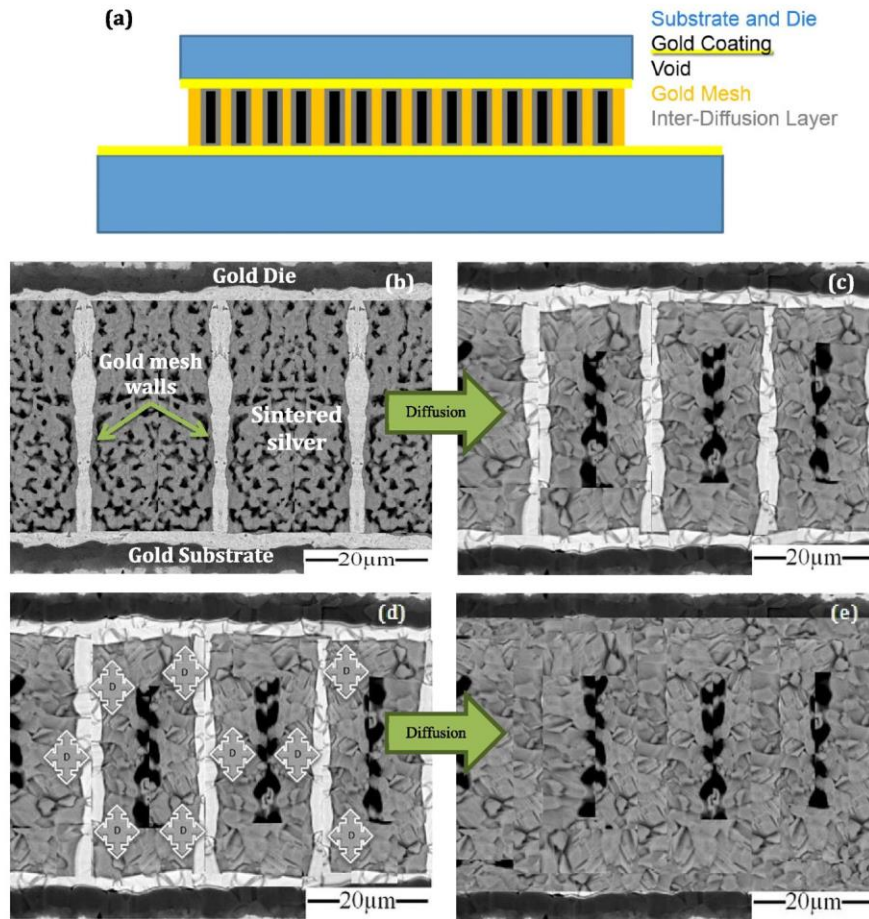 (a)
Substrate and Die
Gold Coating
Void
Gold Mesh
Inter-Diffusion Layer
Gold Die
(b)
Gold mesh
walls
Sintered
silver
Gold Substrate
20µm
Diffusion
(c)
20µm
(d)
D
D
D
D
D
D
D
D
D
20µm
Diffusion
(e)
20µm